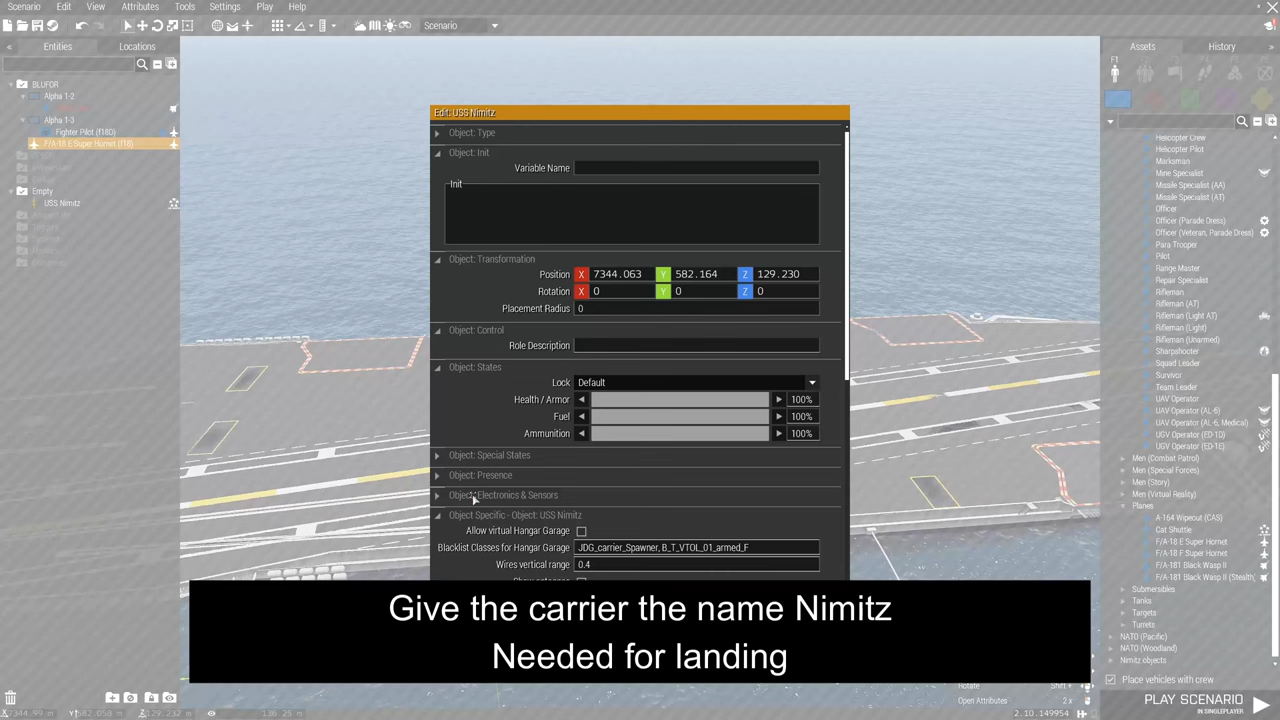 Scenario Edit View Attributes Tools Settings Play Help
Scenario
Entities Locations
BLUFOR
Alpha 1-2
Alpha 1-3
Fighter Pilot (f18D)
F/A-18 E Super Hornet (f18)
Empty
USS Nimitz
Edit: USS Nimitz
Object: Type
Object: Init
Variable Name
Init
Object: Transformation
Position X 7344.063 Y 582.164 Z 129.230
Rotation X 0 Y 0 Z 0
Placement Radius 0
Object: Control
Role Description
Object: States
Lock Default
Health / Armor 100%
Fuel 100%
Ammunition 100%
Object: Special States
Object: Presence
Object: Electronics & Sensors
Object Specific - Object: USS Nimitz
Allow virtual Hangar Garage
Blacklist Classes for Hangar Garage JDG_carrier_Spawner, B_T_VTOL_01_armed_F
Wires vertical range 0.4
Give the carrier the name Nimitz
Needed for landing
Assets History
F1
Helicopter Crew
Helicopter Pilot
Marksman
Mine Specialist
Missile Specialist (AA)
Missile Specialist (AT)
Officer
Officer (Parade Dress)
Officer (Veteran, Parade Dress)
Para Trooper
Pilot
Range Master
Repair Specialist
Rifleman
Rifleman (AT)
Rifleman (Light AT)
Rifleman (Light)
Rifleman (Unarmed)
Sharpshooter
Squad Leader
Survivor
Team Leader
UAV Operator
UAV Operator (AL-6)
UAV Operator (AL-6, Medical)
UGV Operator (ED-1D)
UGV Operator (ED-1E)
Men (Combat Patrol)
Men (Special Forces)
Men (Story)
Men (Virtual Reality)
Planes
A-164 Wipeout (CAS)
Cat Shuttle
F/A-18 E Super Hornet
F/A-18 F Super Hornet
F/A-181 Black Wasp II
F/A-181 Black Wasp II (Stealth)
Submersibles
Tanks
Targets
Turrets
NATO (Pacific)
NATO (Woodland)
Nimitz objects
Place vehicles with crew
Rotate Shift
Open Attributes 2 x
PLAY SCENARIO
IN SINGLEPLAYER
2.10.149954